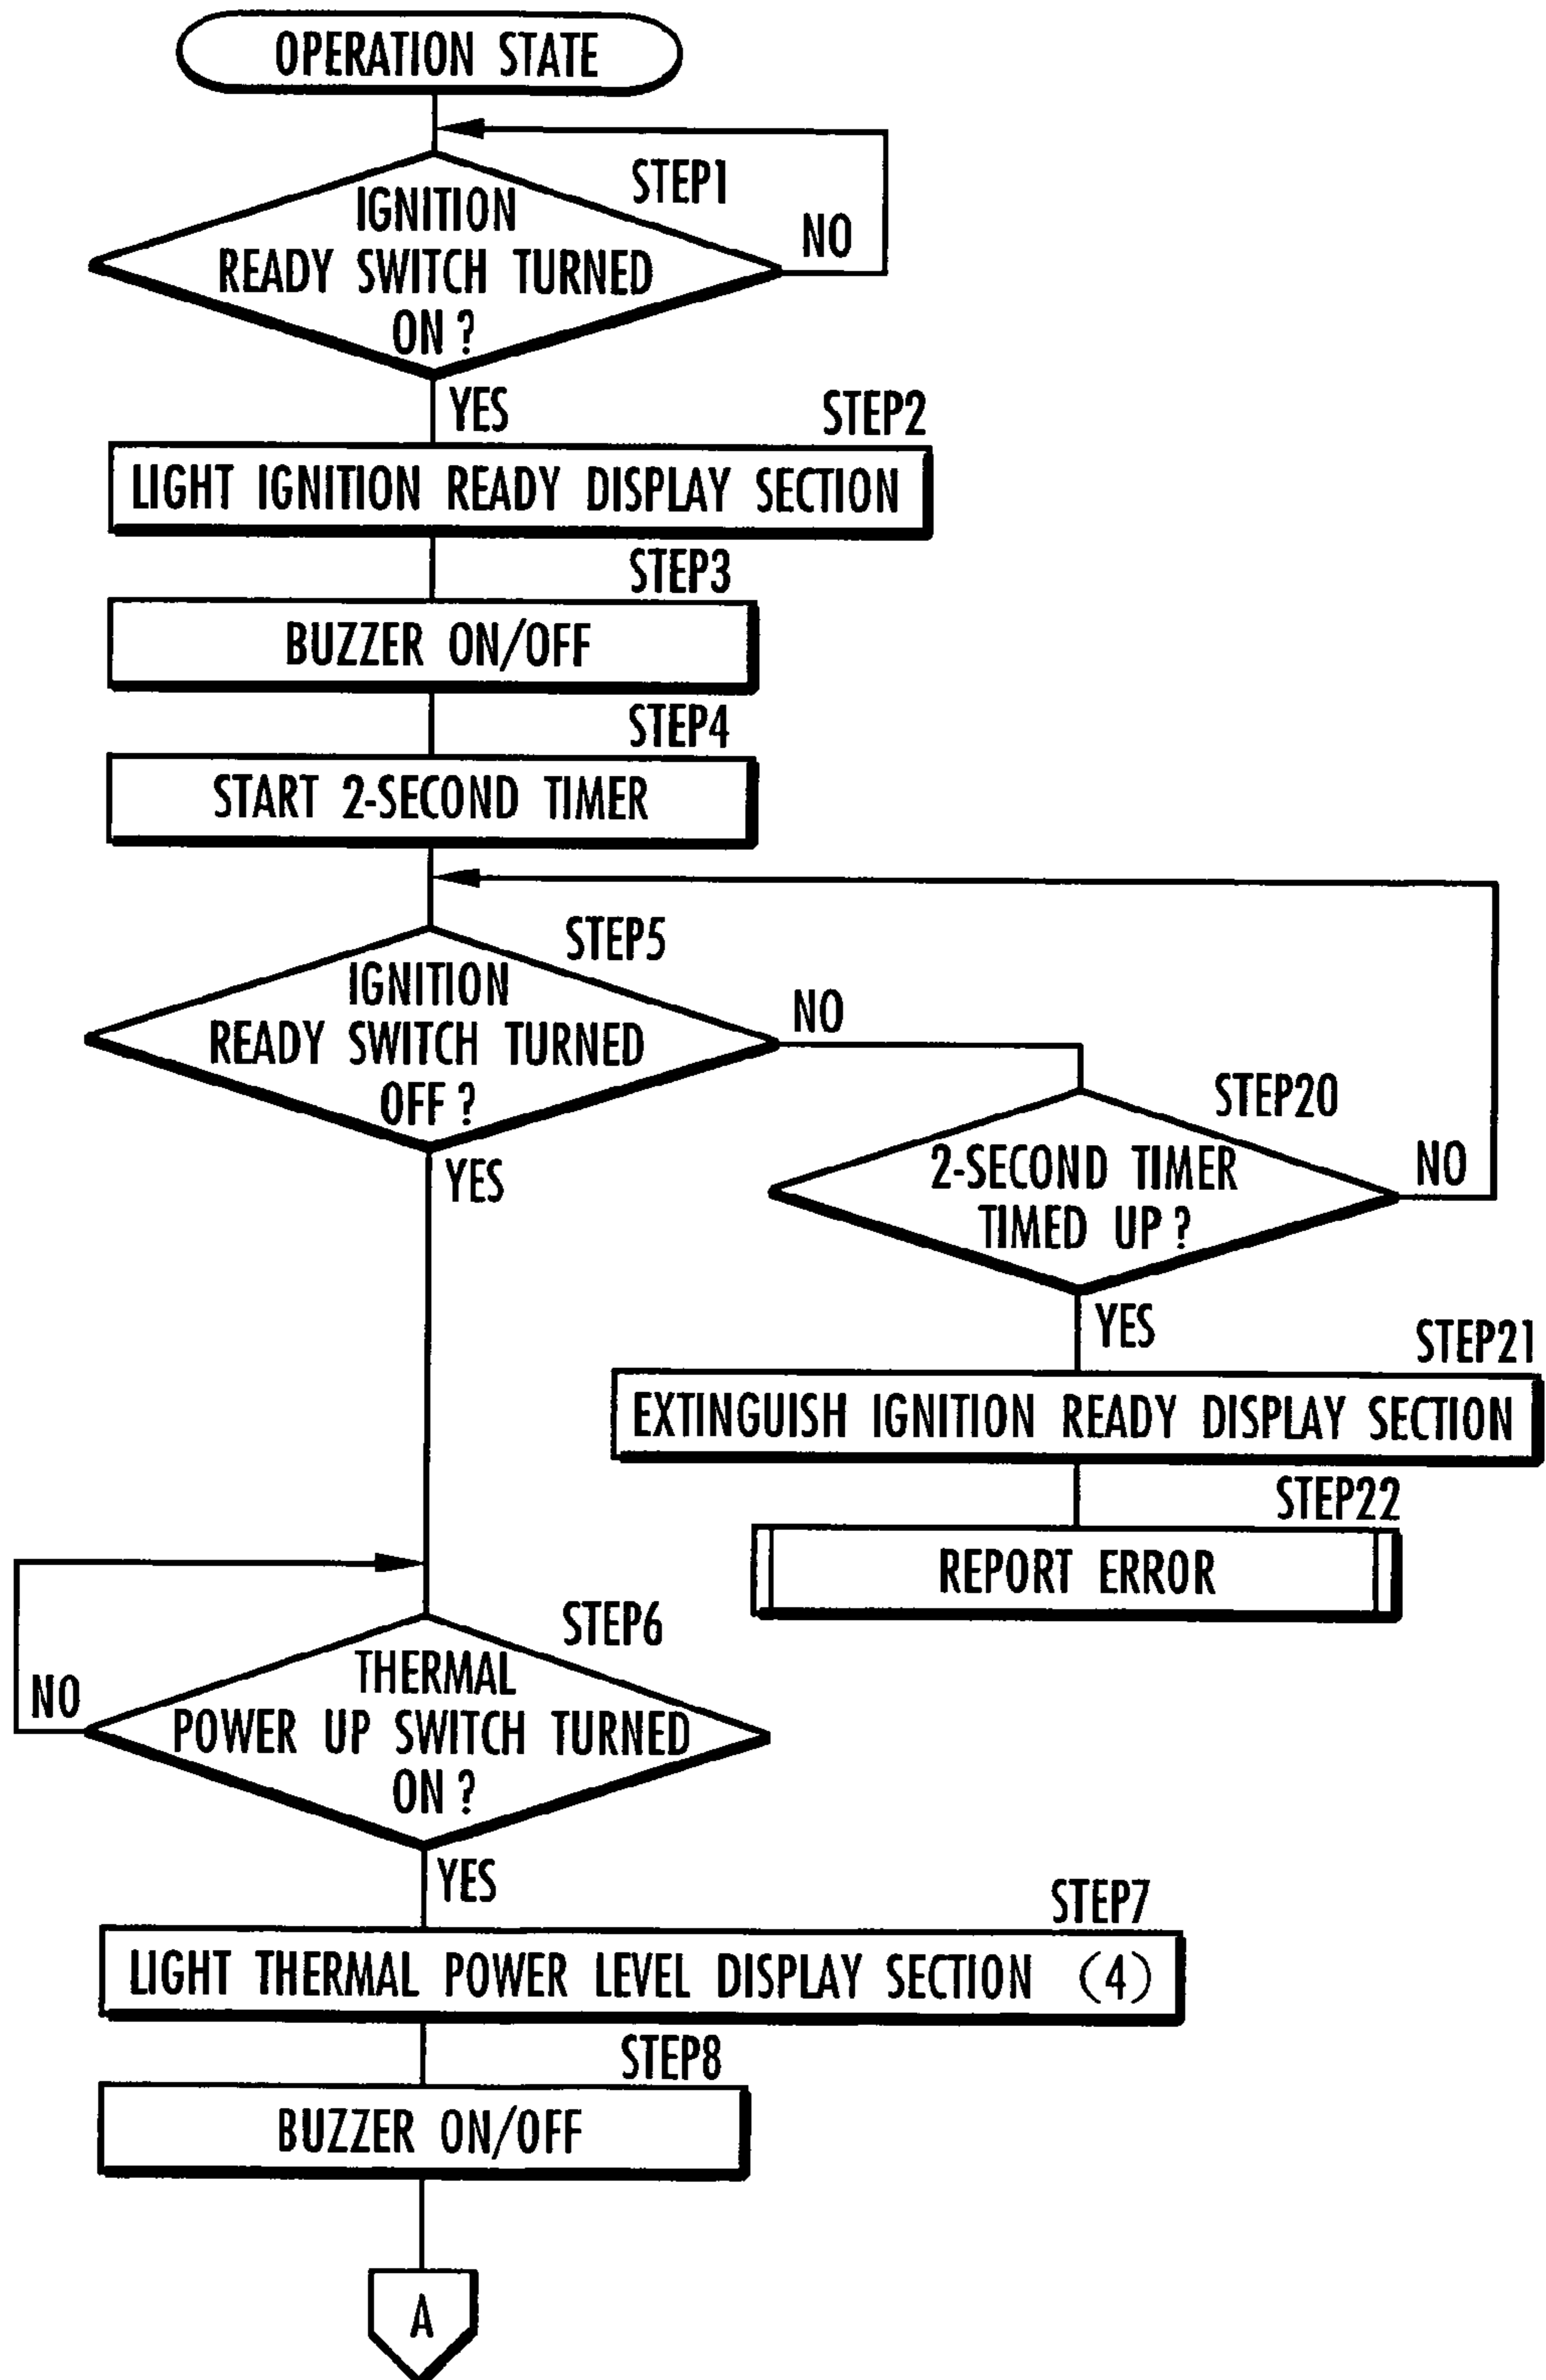 OPERATION STATE
STEP1
IGNITION
READY SWITCH TURNED
ON?
NO
YES
STEP2
LIGHT IGNITION READY DISPLAY SECTION
STEP3
BUZZER ON/OFF
STEP4
START 2-SECOND TIMER
STEP5
IGNITION
READY SWITCH TURNED
OFF?
NO
YES
STEP20
2-SECOND TIMER
TIMED UP?
NO
YES
STEP21
EXTINGUISH IGNITION READY DISPLAY SECTION
STEP22
REPORT ERROR
STEP6
THERMAL
POWER UP SWITCH TURNED
ON?
NO
YES
STEP7
LIGHT THERMAL POWER LEVEL DISPLAY SECTION (4)
STEP8
BUZZER ON/OFF
A